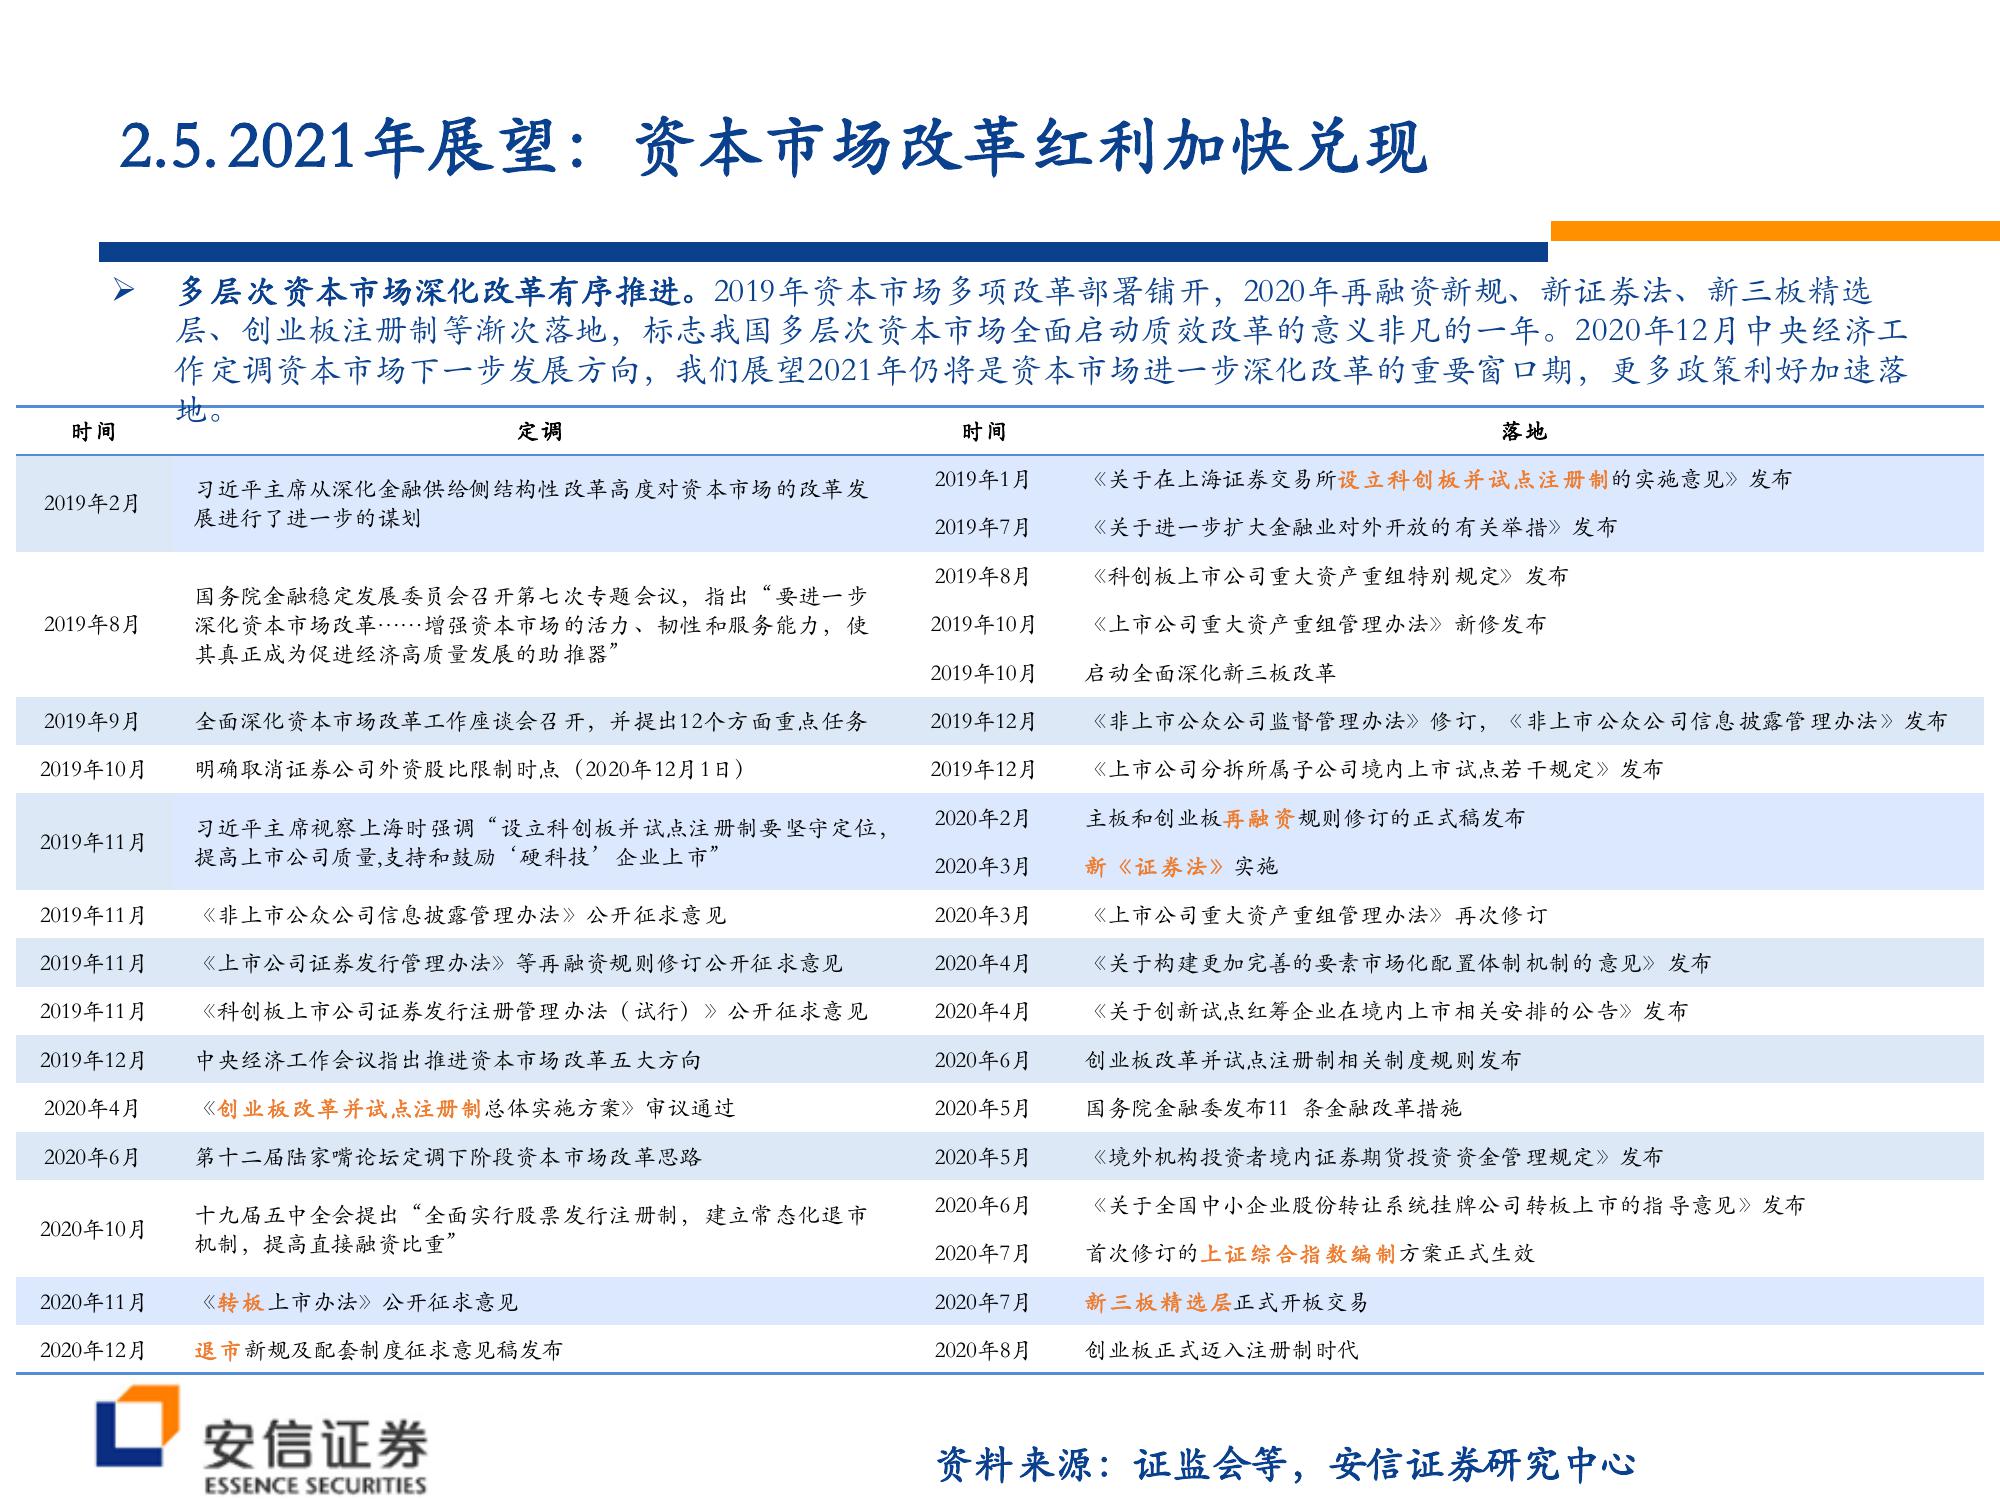 2.5.2021年展望：资本市场改革红利加快兑现
➢ 多层次资本市场深化改革有序推进。2019年资本市场多项改革部署铺开，2020年再融资新规、新证券法、新三板精选
层、创业板注册制等渐次落地，标志我国多层次资本市场全面启动质效改革的意义非凡的一年。2020年12月中央经济工
作定调资本市场下一步发展方向，我们展望2021年仍将是资本市场进一步深化改革的重要窗口期，更多政策利好加速落
地。
时间 定调 时间 落地
2019年2月
习近平主席从深化金融供给侧结构性改革高度对资本市场的改革发
展进行了进一步的谋划
2019年1月 《关于在上海证券交易所设立科创板并试点注册制的实施意见》发布
2019年7月 《关于进一步扩大金融业对外开放的有关举措》发布
2019年8月
国务院金融稳定发展委员会召开第七次专题会议，指出“要进一步
深化资本市场改革……增强资本市场的活力、韧性和服务能力，使
其真正成为促进经济高质量发展的助推器”
2019年8月 《科创板上市公司重大资产重组特别规定》发布
2019年10月 《上市公司重大资产重组管理办法》新修发布
2019年10月 启动全面深化新三板改革
2019年9月 全面深化资本市场改革工作座谈会召开，并提出12个方面重点任务 2019年12月 《非上市公众公司监督管理办法》修订，《非上市公众公司信息披露管理办法》发布
2019年10月 明确取消证券公司外资股比限制时点（2020年12月1日） 2019年12月 《上市公司分拆所属子公司境内上市试点若干规定》发布
2019年11月
习近平主席视察上海时强调“设立科创板并试点注册制要坚守定位，
提高上市公司质量,支持和鼓励‘硬科技’企业上市”
2020年2月 主板和创业板再融资规则修订的正式稿发布
2020年3月 新《证券法》实施
2019年11月 《非上市公众公司信息披露管理办法》公开征求意见 2020年3月 《上市公司重大资产重组管理办法》再次修订
2019年11月 《上市公司证券发行管理办法》等再融资规则修订公开征求意见 2020年4月 《关于构建更加完善的要素市场化配置体制机制的意见》发布
2019年11月 《科创板上市公司证券发行注册管理办法（试行）》公开征求意见 2020年4月 《关于创新试点红筹企业在境内上市相关安排的公告》发布
2019年12月 中央经济工作会议指出推进资本市场改革五大方向 2020年6月 创业板改革并试点注册制相关制度规则发布
2020年4月 《创业板改革并试点注册制总体实施方案》审议通过 2020年5月 国务院金融委发布11 条金融改革措施
2020年6月 第十二届陆家嘴论坛定调下阶段资本市场改革思路 2020年5月 《境外机构投资者境内证券期货投资资金管理规定》发布
2020年10月
十九届五中全会提出“全面实行股票发行注册制，建立常态化退市
机制，提高直接融资比重”
2020年6月 《关于全国中小企业股份转让系统挂牌公司转板上市的指导意见》发布
2020年7月 首次修订的上证综合指数编制方案正式生效
2020年11月 《转板上市办法》公开征求意见 2020年7月 新三板精选层正式开板交易
2020年12月 退市新规及配套制度征求意见稿发布 2020年8月 创业板正式迈入注册制时代
安信证券
ESSENCE SECURITIES
资料来源：证监会等，安信证券研究中心